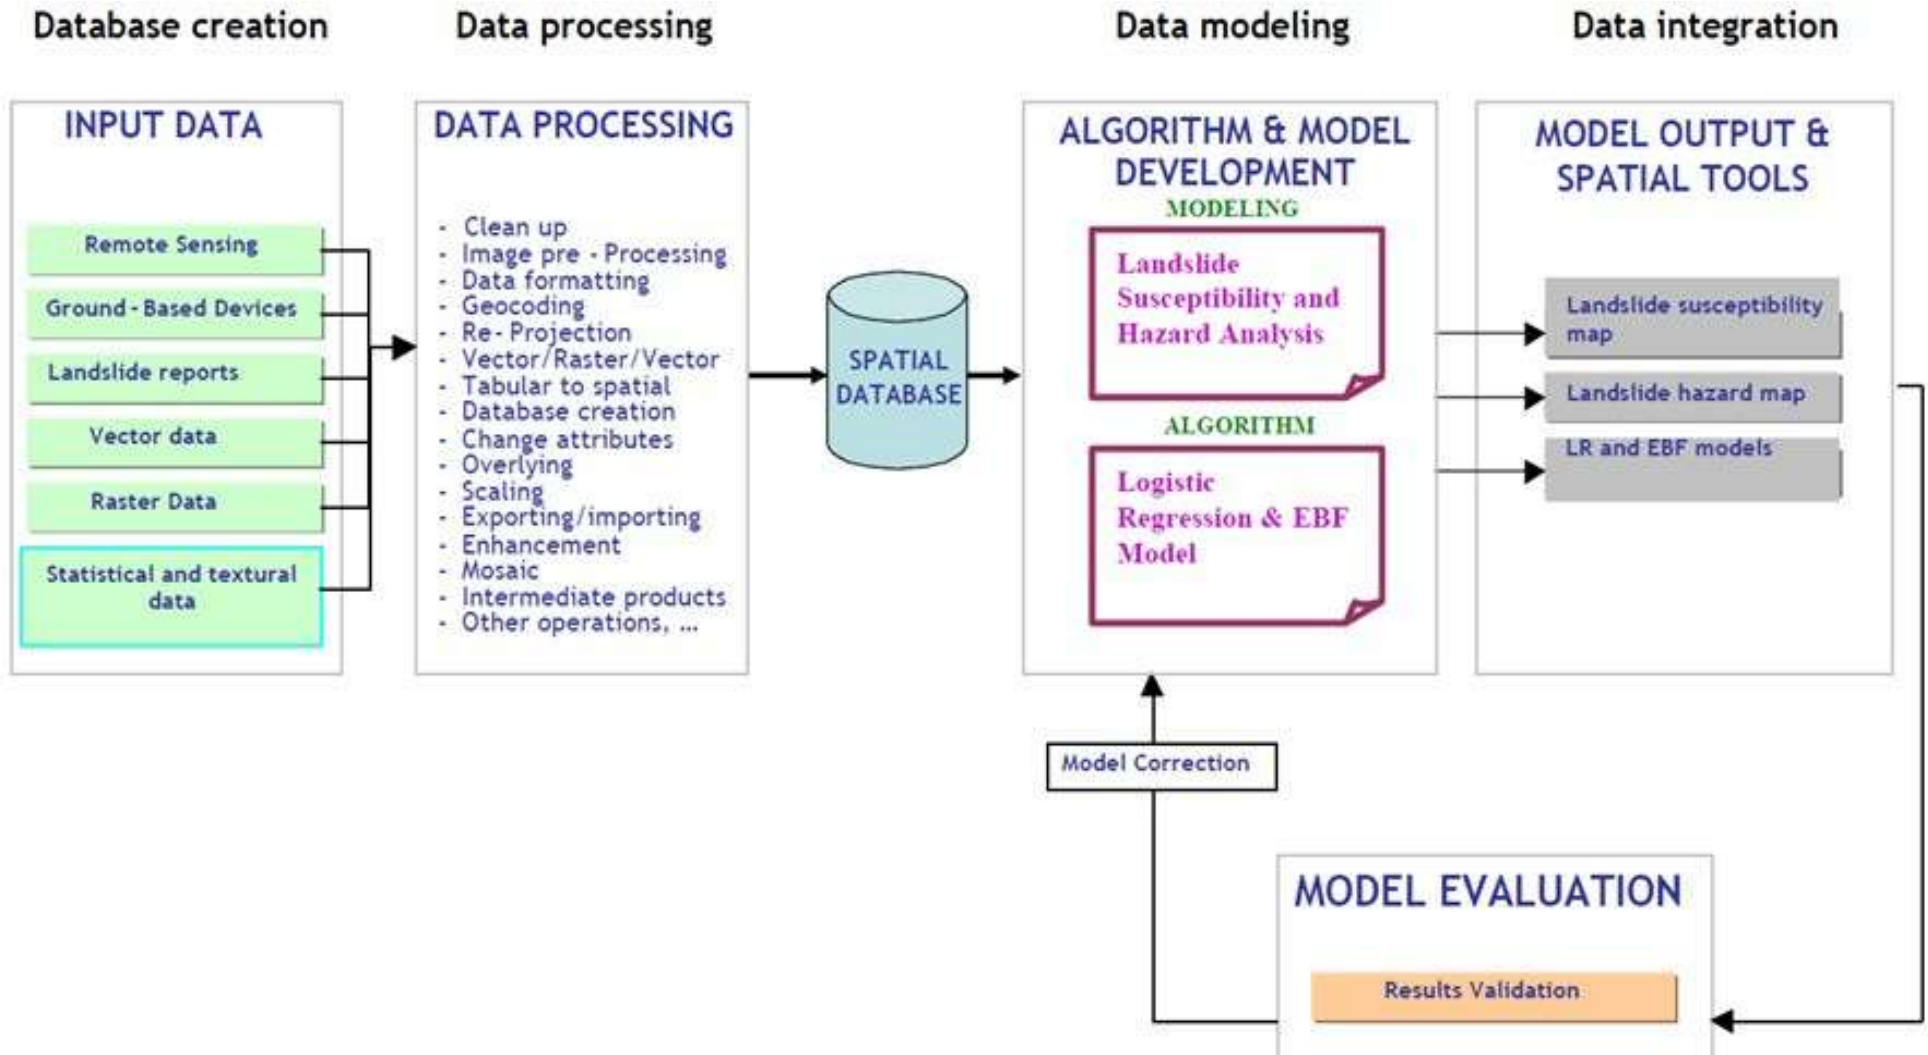 Database creation
Data processing
Data modeling
Data integration
INPUT DATA
Remote Sensing
Ground - Based Devices
Landslide reports
Vector data
Raster Data
Statistical and textural
data
DATA PROCESSING
- Clean up
- Image pre - Processing
- Data formatting
- Geocoding
- Re - Projection
- Vector/Raster/Vector
- Tabular to spatial
- Database creation
- Change attributes
- Overlying
- Scaling
- Exporting/importing
- Enhancement
- Mosaic
- Intermediate products
- Other operations, ...
SPATIAL
DATABASE
ALGORITHM & MODEL
DEVELOPMENT
MODELING
Landslide
Susceptibility and
Hazard Analysis
ALGORITHM
Logistic
Regression & EBF
Model
MODEL OUTPUT &
SPATIAL TOOLS
Landslide susceptibility
map
Landslide hazard map
LR and EBF models
Model Correction
MODEL EVALUATION
Results Validation